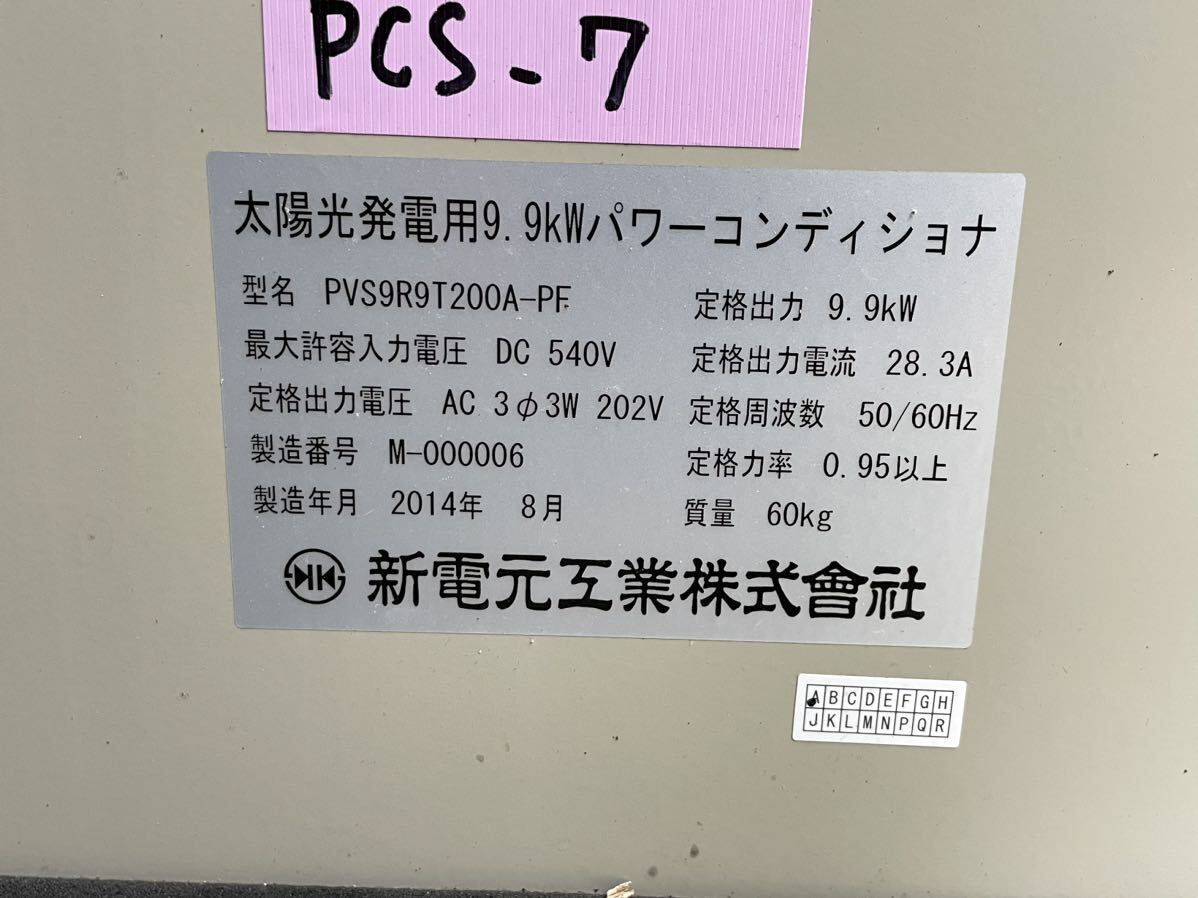 PCS-7
太陽光発電用9.9kWパワーコンディショナ
型名 PVS9R9T200A-PF
定格出力 9.9kW
最大許容入力電圧 DC 540V
定格出力電流 28.3A
定格出力電圧 AC 3φ3W 202V
定格周波数 50/60Hz
製造番号 M-000006
定格力率 0.95以上
製造年月 2014年 8月
質量 60kg
新電元工業株式會社
ABCDEFGH
JKLMNPQR